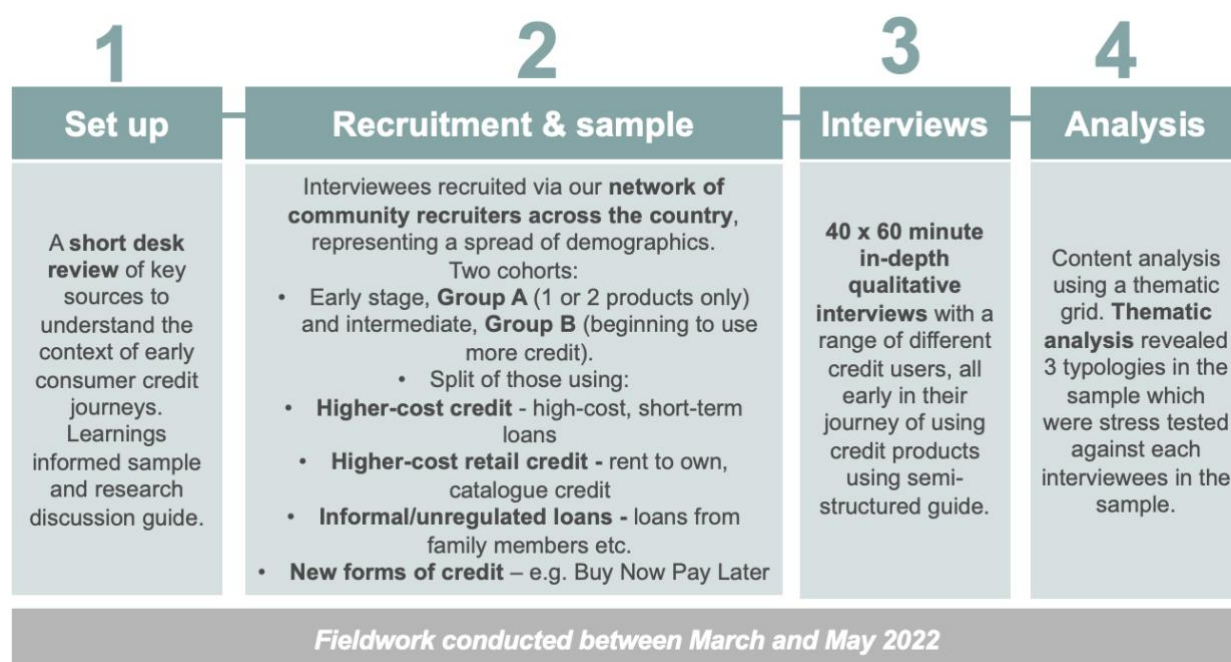 1
Set up
A short desk
review of key
sources to
understand the
context of early
consumer credit
journeys.
Learnings
informed sample
and research
discussion guide.
2
Recruitment & sample
Interviewees recruited via our network of
community recruiters across the country,
representing a spread of demographics.
Two cohorts:
• Early stage, Group A (1 or 2 products only)
and intermediate, Group B (beginning to use
more credit).
• Split of those using:
• Higher-cost credit - high-cost, short-term
loans
• Higher-cost retail credit - rent to own,
catalogue credit
• Informal/unregulated loans - loans from
family members etc.
• New forms of credit – e.g. Buy Now Pay Later
3
Interviews
40 x 60 minute
in-depth
qualitative
interviews with a
range of different
credit users, all
early in their
journey of using
credit products
using semi-
structured guide.
4
Analysis
Content analysis
using a thematic
grid. Thematic
analysis revealed
3 typologies in the
sample which
were stress tested
against each
interviewees in the
sample.
Fieldwork conducted between March and May 2022